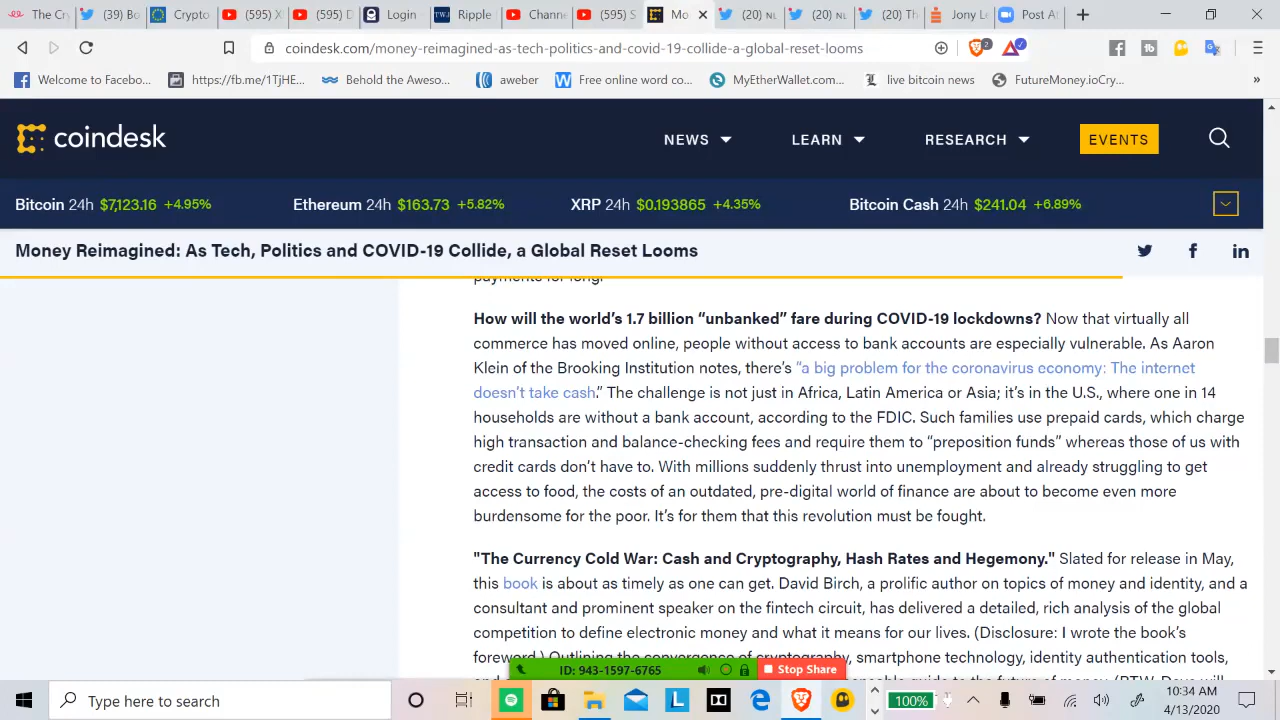 The Cr
(39) Bo
Crypto
(595) X
(595) D
Login
TWJ Ripple
Channe
(595) S
Mo
(20) NL
(20) NL
(20) Th
Jony Le
Post At
coindesk.com/money-reimagined-as-tech-politics-and-covid-19-collide-a-global-reset-looms
2
Welcome to Facebo...
https://fb.me/1TjHE...
Behold the Aweso...
aweber
Free online word co...
MyEtherWallet.com...
live bitcoin news
FutureMoney.ioCry...
»
coindesk
NEWS
LEARN
RESEARCH
EVENTS
Bitcoin 24h $7,123.16 +4.95%
Ethereum 24h $163.73 +5.82%
XRP 24h $0.193865 +4.35%
Bitcoin Cash 24h $241.04 +6.89%
Money Reimagined: As Tech, Politics and COVID-19 Collide, a Global Reset Looms
payments for long.
How will the world's 1.7 billion “unbanked” fare during COVID-19 lockdowns? Now that virtually all
commerce has moved online, people without access to bank accounts are especially vulnerable. As Aaron
Klein of the Brooking Institution notes, there's “a big problem for the coronavirus economy: The internet
doesn't take cash.” The challenge is not just in Africa, Latin America or Asia; it's in the U.S., where one in 14
households are without a bank account, according to the FDIC. Such families use prepaid cards, which charge
high transaction and balance-checking fees and require them to “preposition funds” whereas those of us with
credit cards don't have to. With millions suddenly thrust into unemployment and already struggling to get
access to food, the costs of an outdated, pre-digital world of finance are about to become even more
burdensome for the poor. It's for them that this revolution must be fought.
"The Currency Cold War: Cash and Cryptography, Hash Rates and Hegemony." Slated for release in May,
this book is about as timely as one can get. David Birch, a prolific author on topics of money and identity, and a
consultant and prominent speaker on the fintech circuit, has delivered a detailed, rich analysis of the global
competition to define electronic money and what it means for our lives. (Disclosure: I wrote the book's
foreword.) Outlining the convergence of cryptography, smartphone technology, identity authentication tools,
guide to the future of money. (BTW, Dave will
ID: 943-1597-6765
Stop Share
Type here to search
100%
10:34 AM
4/13/2020